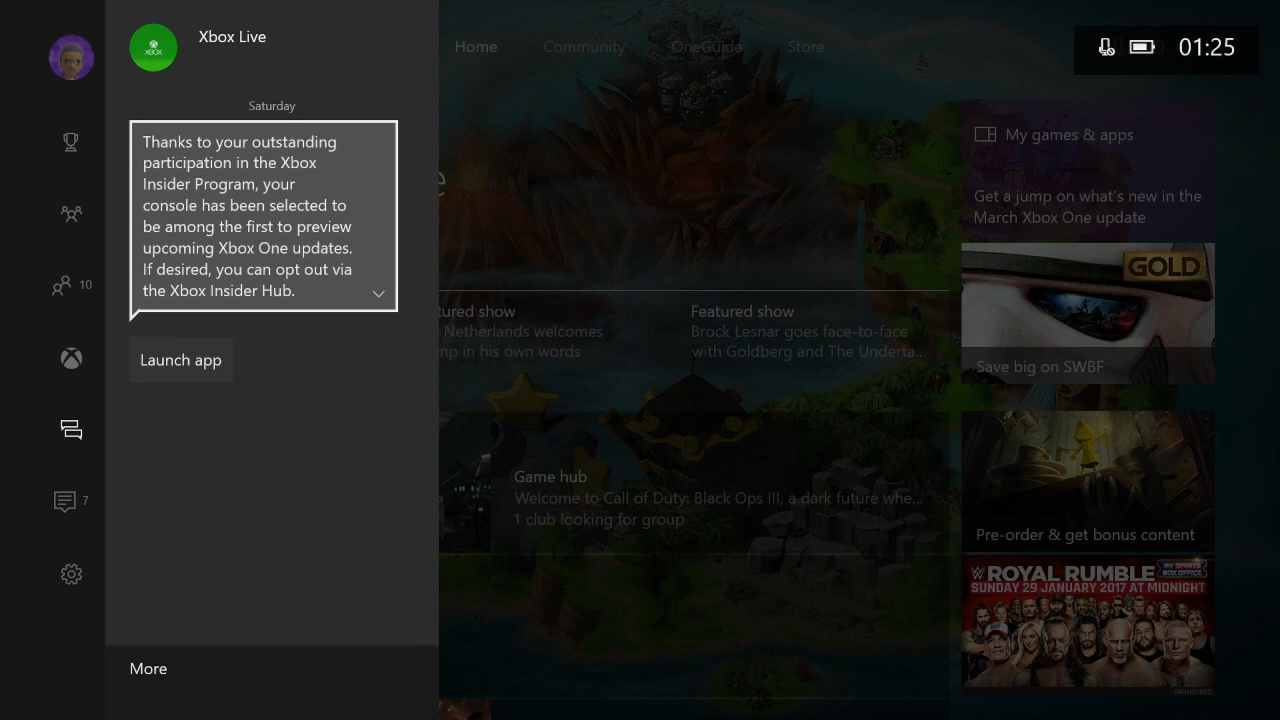 XBOX
Xbox Live
Saturday
Thanks to your outstanding
participation in the Xbox
Insider Program, your
console has been selected to
be among the first to preview
upcoming Xbox One updates.
If desired, you can opt out via
the Xbox Insider Hub.
Launch app
10
7
More
Home
Community
OneGuide
Store
01:25
e
tured show
Netherlands welcomes
mp in his own words
Featured show
Brock Lesnar goes face-to-face
with Goldberg and The Underta...
Game hub
Welcome to Call of Duty: Black Ops III, a dark future whe...
1 club looking for group
My games & apps
Get a jump on what's new in the
March Xbox One update
GOLD
Save big on SWBF
Pre-order & get bonus content
W ROYAL RUMBLE
sky SPORTS
BOX OFFICE
SUNDAY 29 JANUARY 2017 AT MIDNIGHT
SPONSORED